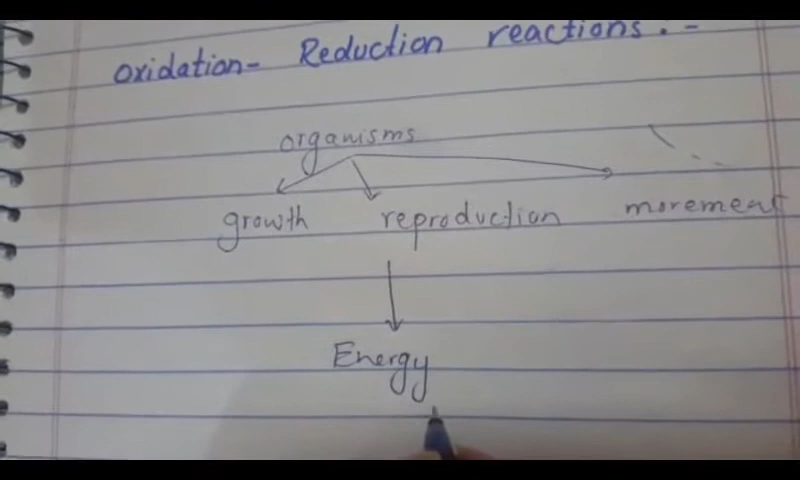 Oxidation- Reduction reactions:-
organisms
growth reproduction movement
Energy